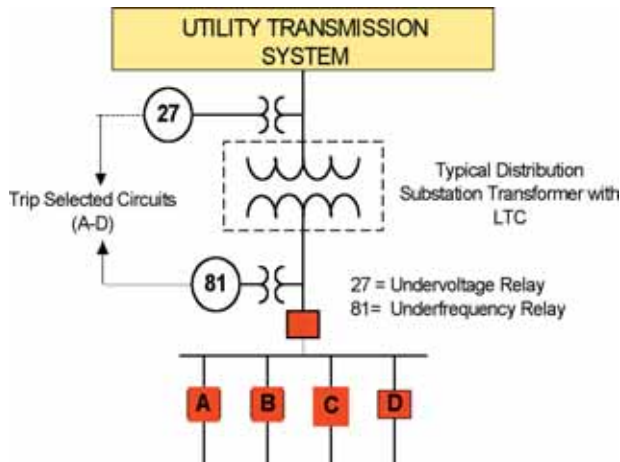 UTILITY TRANSMISSION
SYSTEM
27
Typical Distribution
Substation Transformer with
LTC
Trip Selected Circuits
(A-D)
81
27 = Undervoltage Relay
81= Underfrequency Relay
A
B
C
D